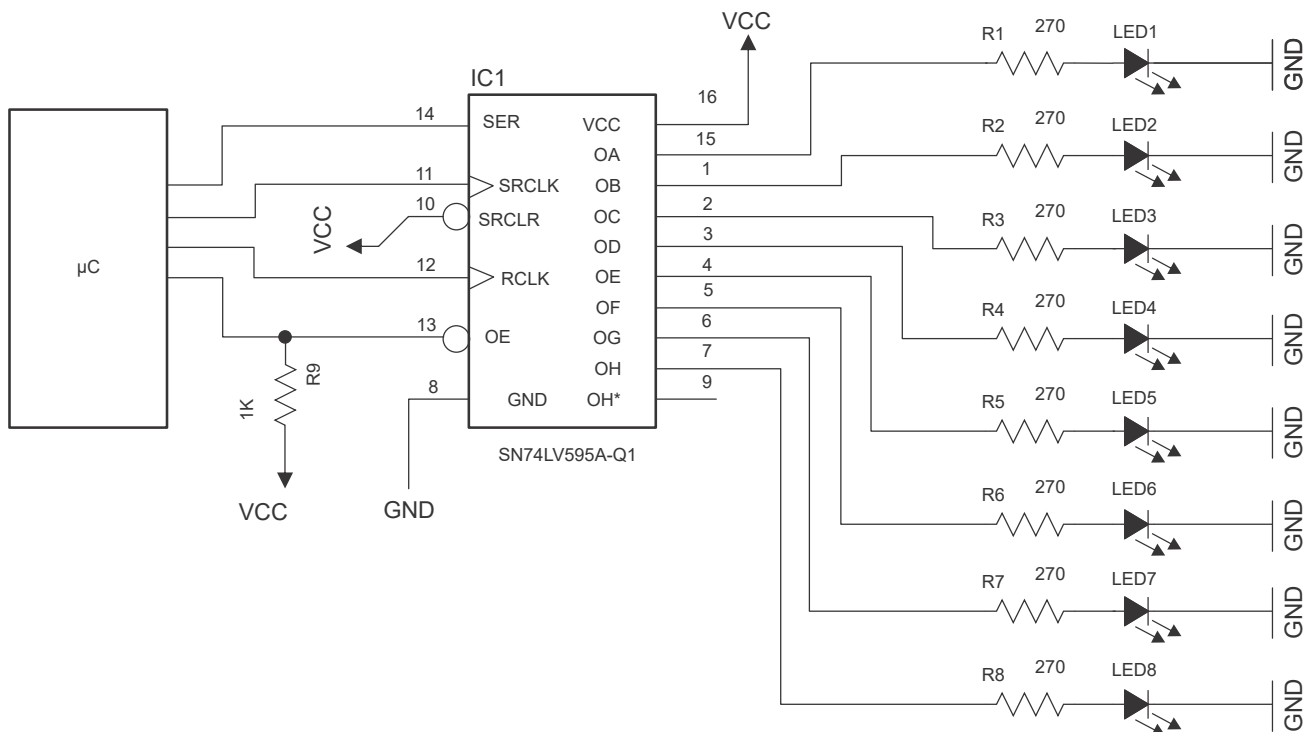 VCC
IC1
µC
14
SER
11
SRCLK
10
SRCLR
VCC
12
RCLK
13
OE
R9
1K
VCC
8
GND
GND
16
VCC
15
OA
1
OB
2
OC
3
OD
4
OE
5
OF
6
OG
7
OH
9
OH*
SN74LV595A-Q1
R1 270 LED1 GND
R2 270 LED2 GND
R3 270 LED3 GND
R4 270 LED4 GND
R5 270 LED5 GND
R6 270 LED6 GND
R7 270 LED7 GND
R8 270 LED8 GND